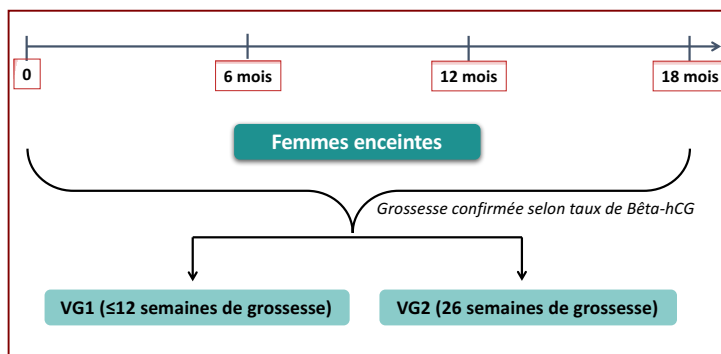 0
6 mois
12 mois
18 mois
Femmes enceintes
Grossesse confirmée selon taux de Bêta-hCG
VG1 (≤12 semaines de grossesse)
VG2 (26 semaines de grossesse)